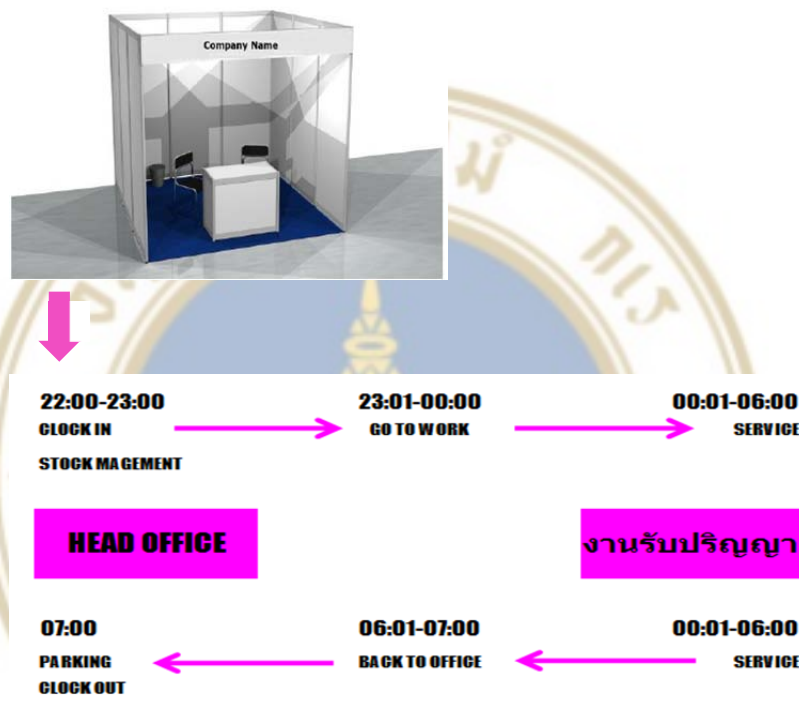 Company Name
22:00-23:00 23:01-00:00 00:01-06:00
CLOCK IN GO TO WORK SERVICE
STOCK MAGEMENT
HEAD OFFICE งานรับปริญญา
07:00 06:01-07:00 00:01-06:00
PARKING BACK TO OFFICE SERVICE
CLOCK OUT